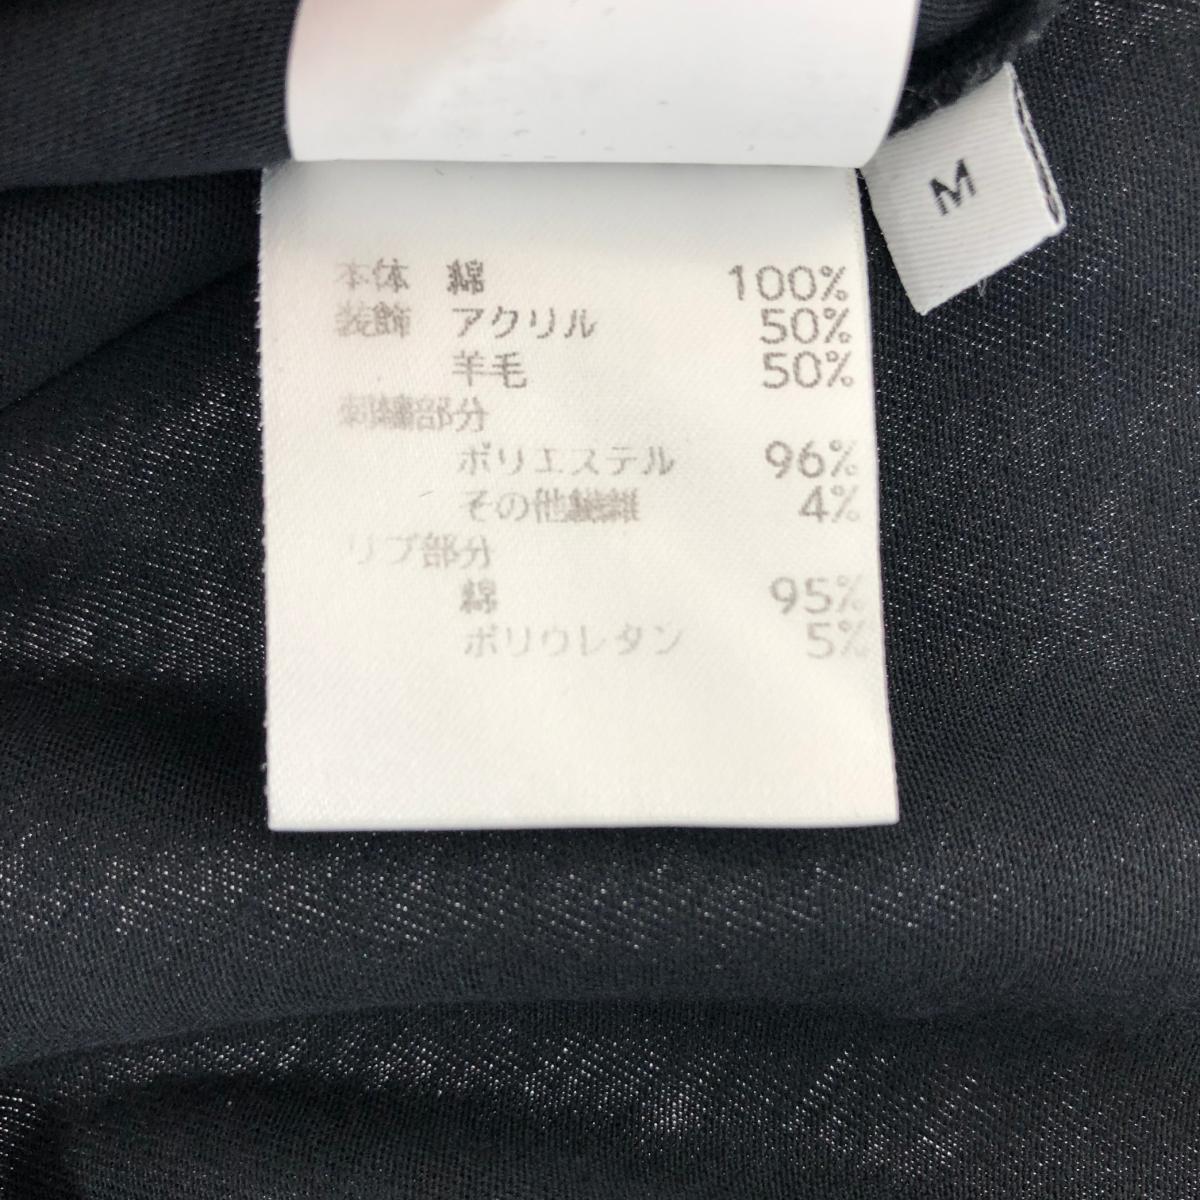 M
本体 綿 100%
装飾 アクリル 50%
羊毛 50%
刺繍部分
ポリエステル 96%
その他繊維 4%
リブ部分
綿 95%
ポリウレタン 5%